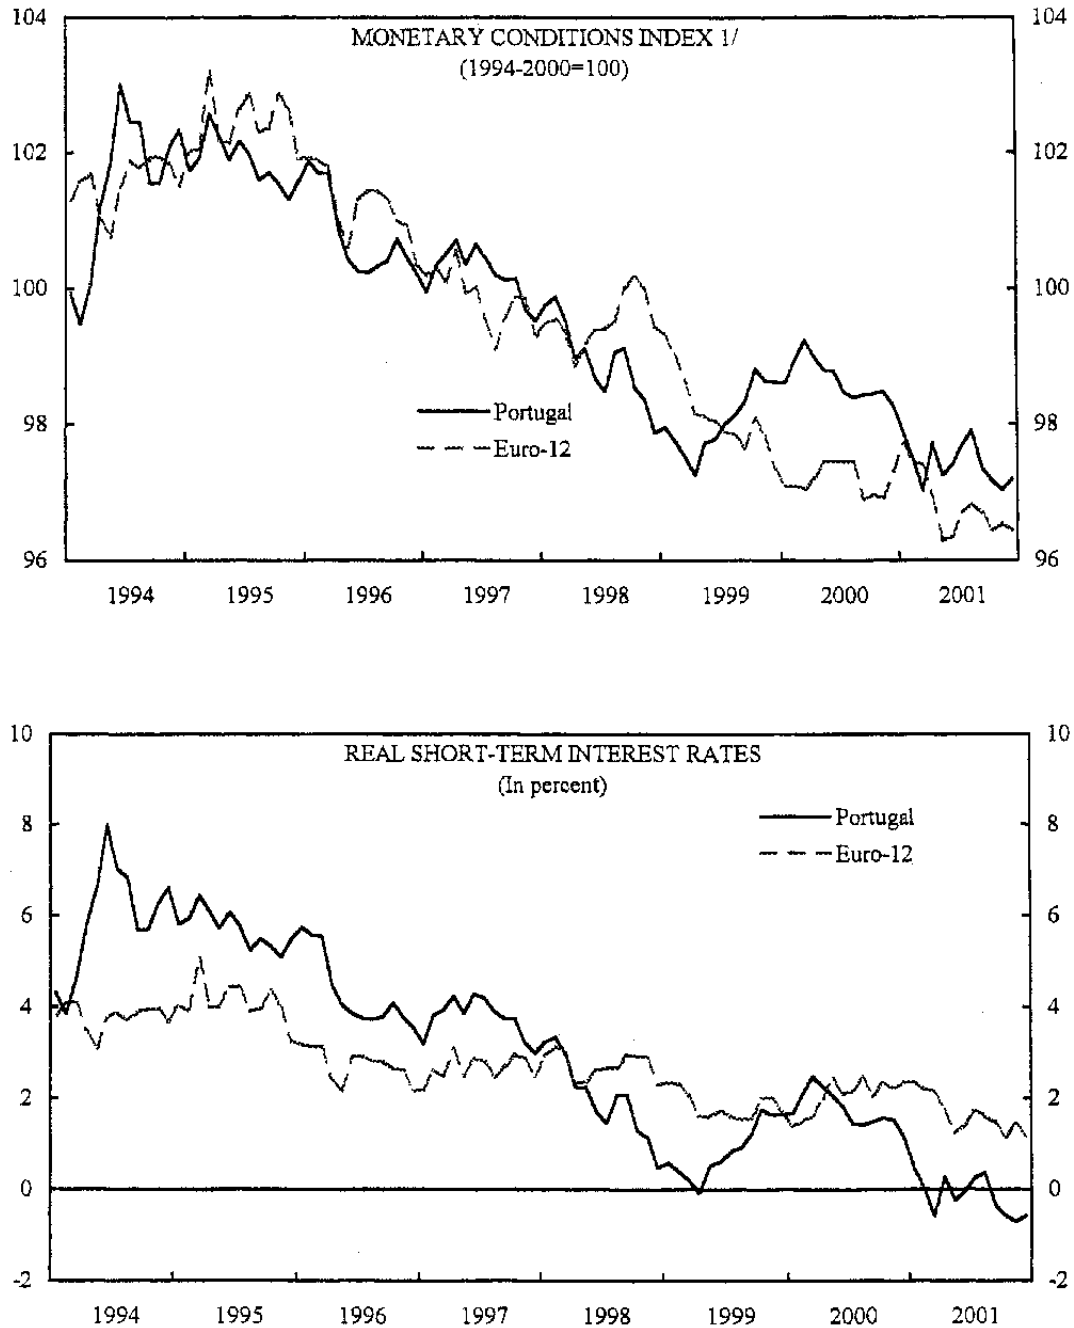 104 104
MONETARY CONDITIONS INDEX 1/
(1994-2000=100)
102 102
100 100
98 98
Portugal
Euro-12
96 96
1994 1995 1996 1997 1998 1999 2000 2001
10 10
REAL SHORT-TERM INTEREST RATES
(In percent)
8 8
Portugal
Euro-12
6 6
4 4
2 2
0 0
-2 -2
1994 1995 1996 1997 1998 1999 2000 2001